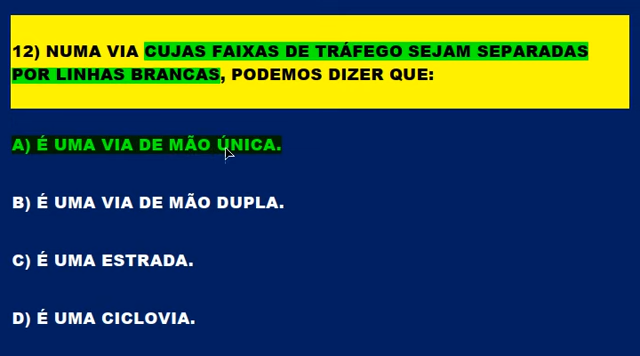 12) NUMA VIA CUJAS FAIXAS DE TRÁFEGO SEJAM SEPARADAS
POR LINHAS BRANCAS, PODEMOS DIZER QUE:
A) É UMA VIA DE MÃO ÚNICA.
B) É UMA VIA DE MÃO DUPLA.
C) É UMA ESTRADA.
D) É UMA CICLOVIA.